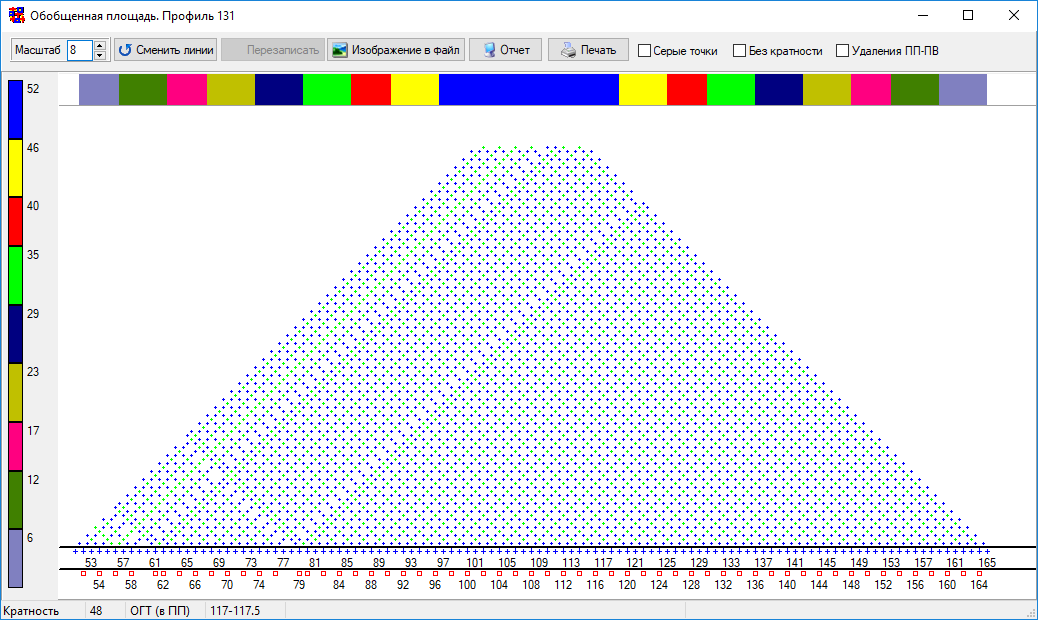 Обобщенная площадь. Профиль 131
Масштаб 8 Сменить линии Перезаписать Изображение в файл Отчет Печать Серые точки Без кратности Удаления ПП-ПВ
52
46
40
35
29
23
17
12
6
53 57 61 65 69 73 77 81 85 89 93 97 101 105 109 113 117 121 125 129 133 137 141 145 149 153 157 161 165
54 58 62 66 70 74 79 84 88 92 96 100 104 108 112 116 120 124 128 132 136 140 144 148 152 156 160 164
Кратность 48 ОГТ (в ПП) 117-117.5